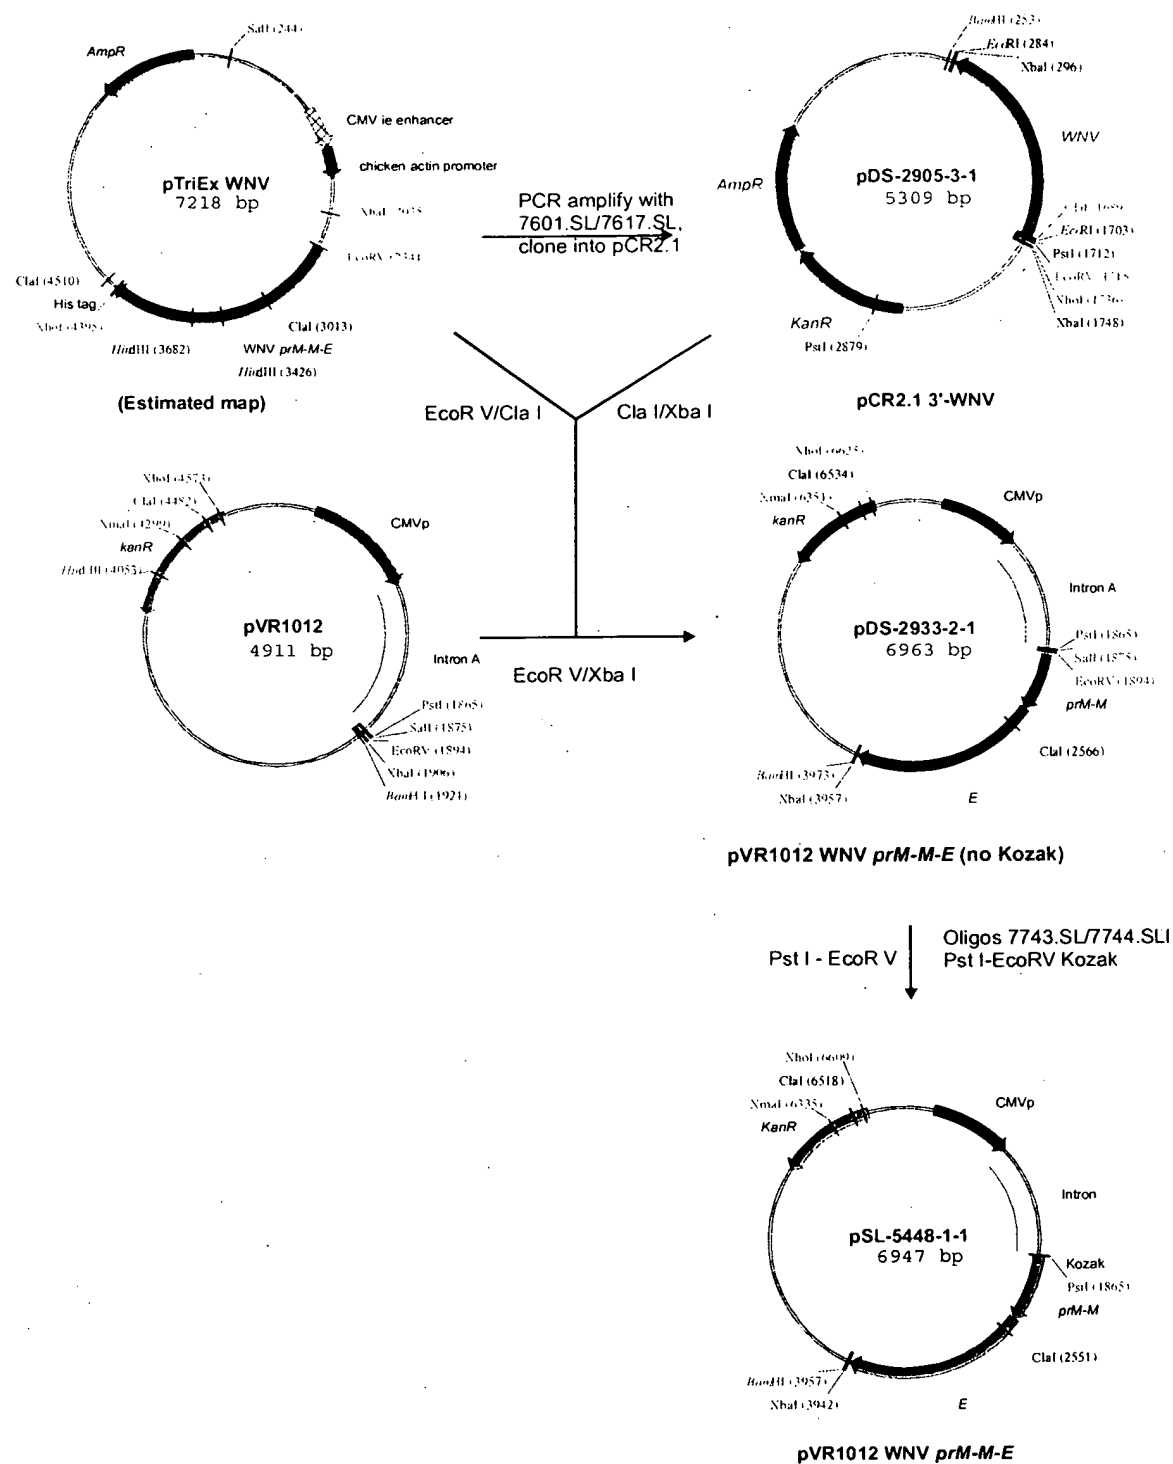 SalI (244)
AmpR
CMV ie enhancer
chicken actin promoter
pTriEx WNV
7218 bp
ClaI (4510)
His tag
XhoI (4395)
HindIII (3682)
ClaI (3013)
WNV prM-M-E
HindIII (3426)
(Estimated map)
PCR amplify with
7601.SL/7617.SL,
clone into pCR2.1
BamHI (253)
EcoRI (284)
XbaI (296)
WNV
AmpR
pDS-2905-3-1
5309 bp
EcoRI (1703)
PstI (1712)
XhoI (1736)
XbaI (1748)
KanR
PstI (2879)
pCR2.1 3'-WNV
EcoR V/Cla I
Cla I/Xba I
XhoI (4573)
ClaI (4482)
XmaI (4299)
kanR
HindIII (4053)
CMVp
pVR1012
4911 bp
Intron A
PstI (1865)
SalI (1875)
EcoRV (1894)
XbaI (1906)
BamHI (1921)
EcoR V/Xba I
XhoI (6625)
ClaI (6534)
kanR
CMVp
Intron A
pDS-2933-2-1
6963 bp
PstI (1865)
SalI (1875)
EcoRV (1894)
prM-M
ClaI (2566)
BamHI (3973)
XbaI (3957)
E
pVR1012 WNV prM-M-E (no Kozak)
Pst I - EcoR V
Oligos 7743.SL/7744.SL
Pst I-EcoRV Kozak
XhoI (6609)
ClaI (6518)
XmaI (6335)
KanR
CMVp
Intron
pSL-5448-1-1
6947 bp
Kozak
PstI (1865)
prM-M
ClaI (2551)
BamHI (3957)
XbaI (3942)
E
pVR1012 WNV prM-M-E